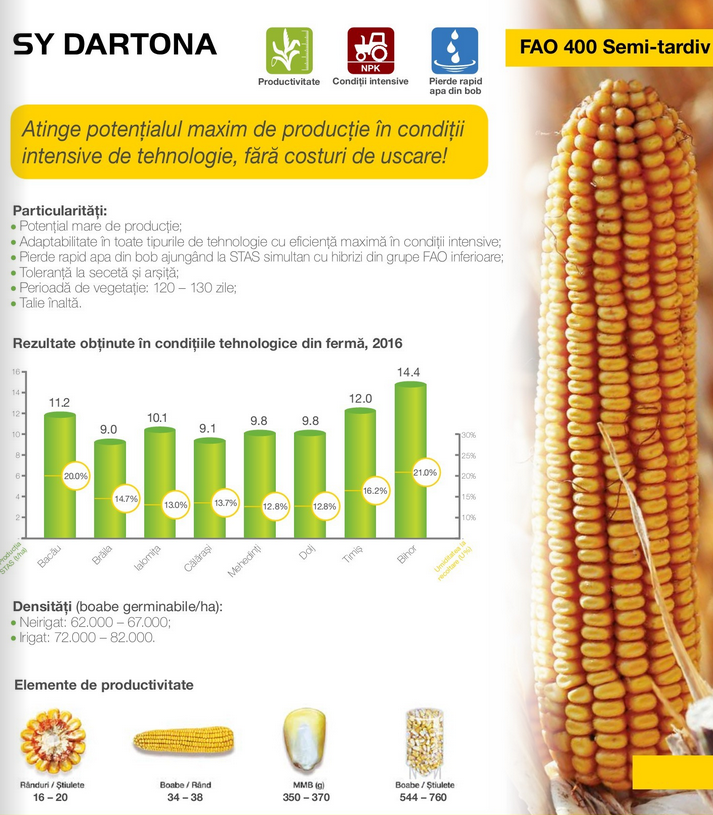 SY DARTONA
NPK
Productivitate
Condiții intensive
Pierde rapid
apa din bob
FAO 400 Semi-tardiv
Atinge potențialul maxim de producție în condiții
intensive de tehnologie, fără costuri de uscare!
Particularități:
• Potențial mare de producție;
• Adaptabilitate în toate tipurile de tehnologie cu eficiență maximă în condiții intensive;
• Pierde rapid apa din bob ajungând la STAS simultan cu hibrizi din grupe FAO inferioare;
• Toleranță la secetă și arșiță;
• Perioadă de vegetație: 120 – 130 zile;
• Talie înaltă.
Rezultate obținute în condițiile tehnologice din fermă, 2016
16
14
12
10
8
6
4
2
11.2
9.0
10.1
9.1
9.8
9.8
12.0
14.4
20.0%
14.7%
13.0%
13.7%
12.8%
12.8%
16.2%
21.0%
30%
25%
20%
15%
10%
Producția
STAS (t/ha)
Bacău
Brăila
Ialomița
Călărași
Mehedinți
Dolj
Timiș
Bihor
Umiditatea la
recoltare (U%)
Densități (boabe germinabile/ha):
• Neirigat: 62.000 – 67.000;
• Irigat: 72.000 – 82.000.
Elemente de productivitate
Rânduri / Știulete
16 – 20
Boabe / Rând
34 – 38
MMB (g)
350 – 370
Boabe / Știulete
544 – 760